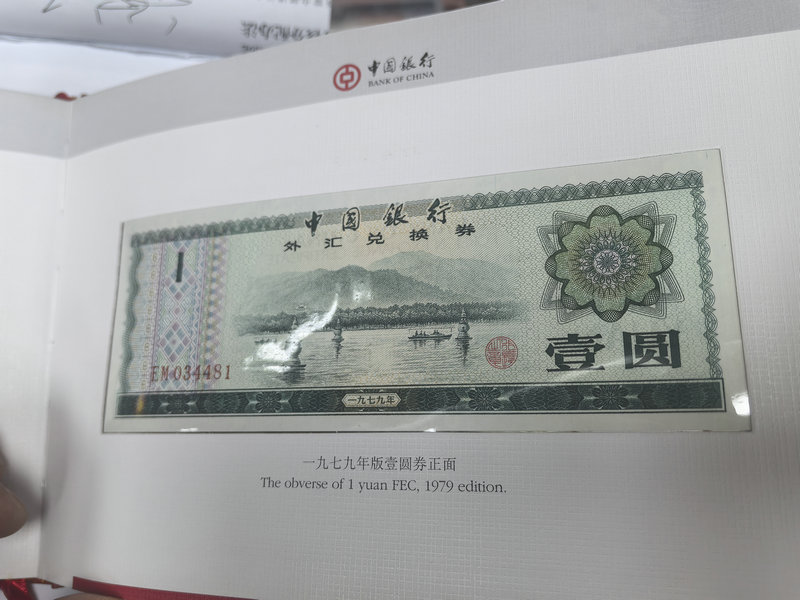 中国银行
BANK OF CHINA
中国银行
外汇兑换券
1
EM034481
壹圆
一九七九年
一九七九年版壹圆券正面
The obverse of 1 yuan FEC, 1979 edition.